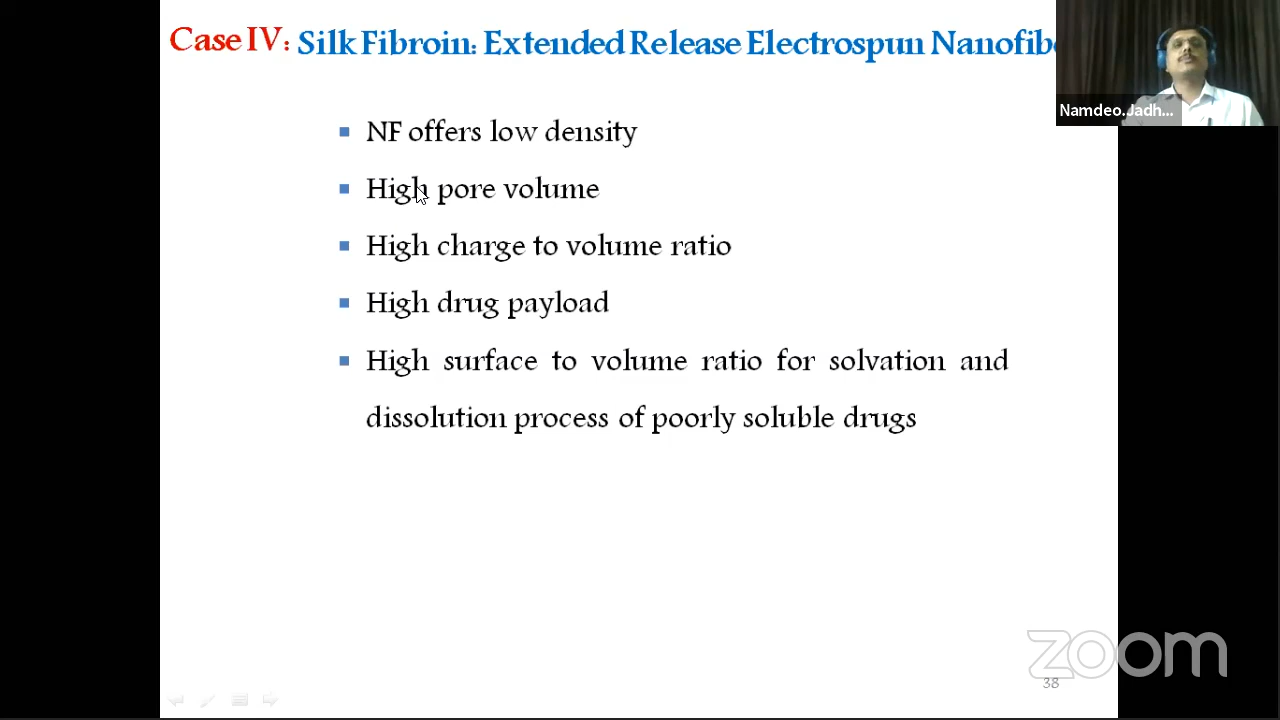 Case IV: Silk Fibroin: Extended Release Electrospun
Namdeo.Jadh...
NF offers low density
High pore volume
High charge to volume ratio
High drug payload
High surface to volume ratio for solvation and
dissolution process of poorly soluble drugs
zoom
38